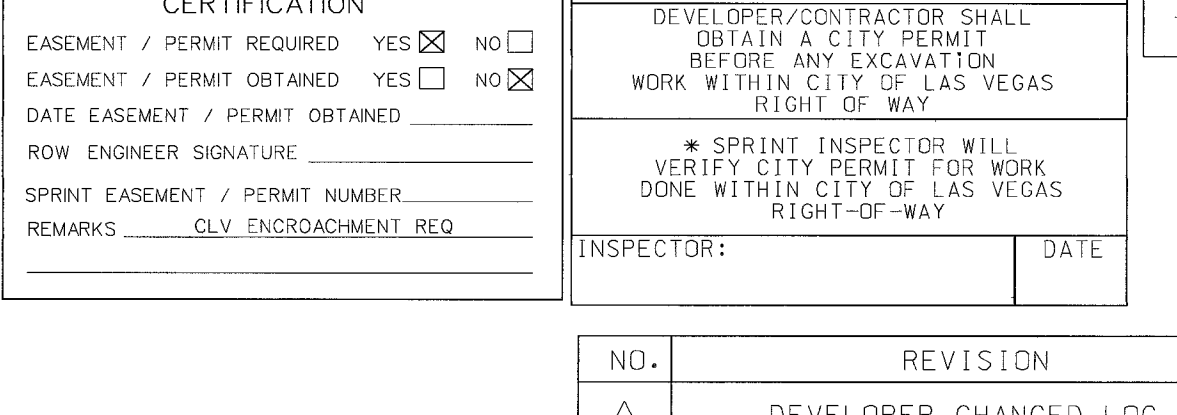 CERTIFICATION
EASEMENT / PERMIT REQUIRED YES NO
EASEMENT / PERMIT OBTAINED YES NO
DATE EASEMENT / PERMIT OBTAINED
ROW ENGINEER SIGNATURE
SPRINT EASEMENT / PERMIT NUMBER
REMARKS CLV ENCROACHMENT REQ
DEVELOPER/CONTRACTOR SHALL
OBTAIN A CITY PERMIT
BEFORE ANY EXCAVATION
WORK WITHIN CITY OF LAS VEGAS
RIGHT OF WAY
* SPRINT INSPECTOR WILL
VERIFY CITY PERMIT FOR WORK
DONE WITHIN CITY OF LAS VEGAS
RIGHT-OF-WAY
INSPECTOR: DATE
NO. REVISION
DEVELOPER CHANGED LOC